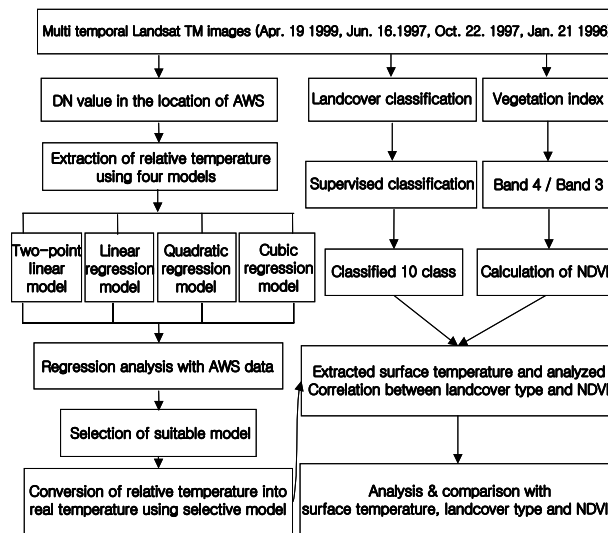 Multi temporal Landsat TM images (Apr. 19 1999, Jun. 16.1997, Oct. 22. 1997, Jan. 21 1996)
DN value in the location of AWS
Landcover classification
Vegetation index
Extraction of relative temperature
using four models
Supervised classification
Band 4 / Band 3
Two-point
linear
model
Linear
regression
model
Quadratic
regression
model
Cubic
regression
model
Classified 10 class
Calculation of NDVI
Regression analysis with AWS data
Extracted surface temperature and analyzed
Correlation between landcover type and NDVI
Selection of suitable model
Conversion of relative temperature into
real temperature using selective model
Analysis & comparison with
surface temperature, landcover type and NDVI